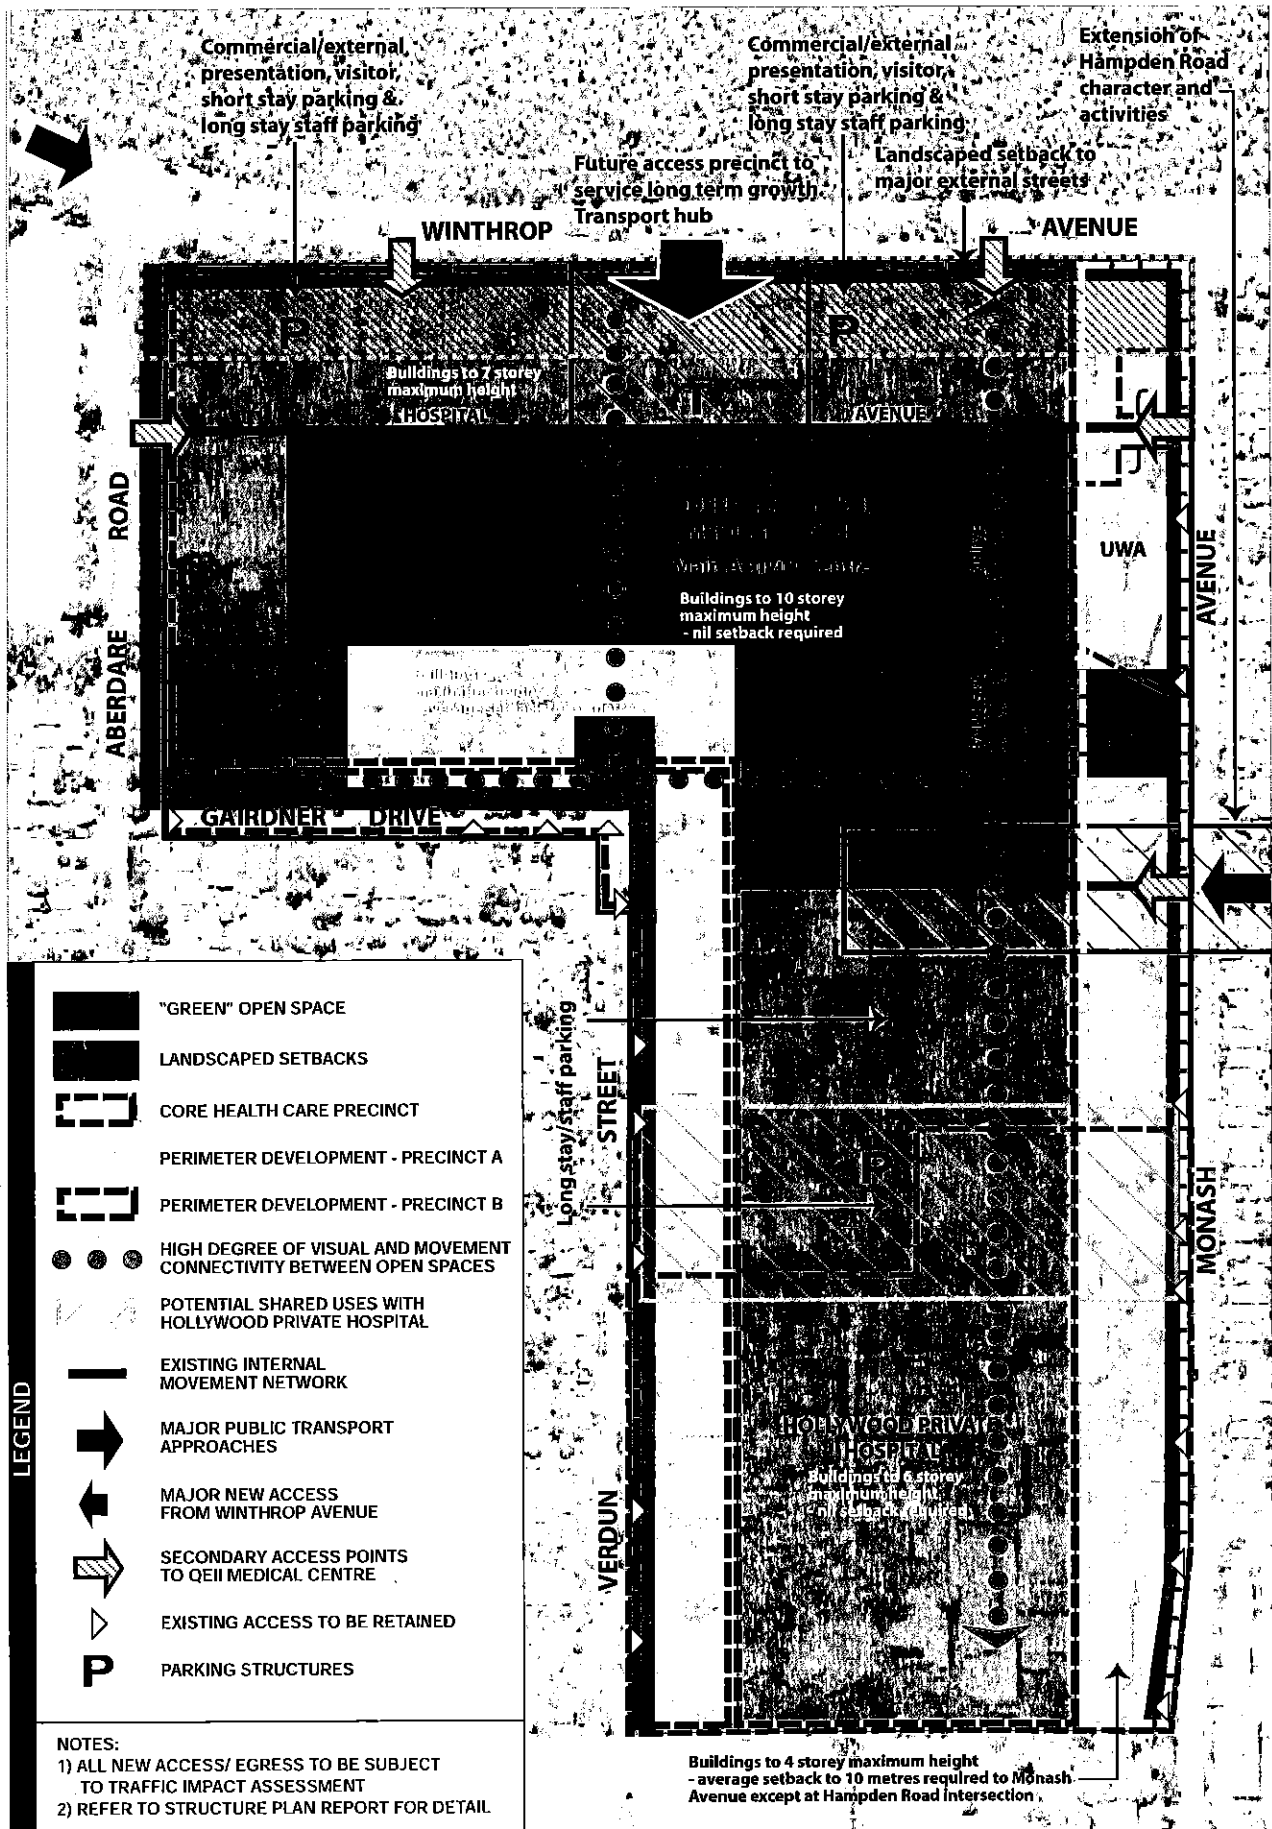 Commercial/external
presentation, visitor,
short stay parking &
long stay staff parking
Commercial/external
presentation, visitor,
short stay parking &
long stay staff parking
Extension of
Hampden Road
character and
activities
Future access precinct to
service long term growth
Transport hub
Landscaped setback to
major external streets
WINTHROP
AVENUE
P
P
Buildings to 7 storey
maximum height
HOSPITAL
T
AVENUE
ROAD
ABERDARE
UWA
AVENUE
Buildings to 10 storey
maximum height
- nil setback required
GAIRDNER DRIVE
Long stay/staff parking
STREET
VERDUN
P
MONASH
HOLLYWOOD PRIVATE
HOSPITAL
Buildings to 6 storey
maximum height
- nil setback required
Buildings to 4 storey maximum height
- average setback to 10 metres required to Monash
Avenue except at Hampden Road intersection
LEGEND
"GREEN" OPEN SPACE
LANDSCAPED SETBACKS
CORE HEALTH CARE PRECINCT
PERIMETER DEVELOPMENT - PRECINCT A
PERIMETER DEVELOPMENT - PRECINCT B
HIGH DEGREE OF VISUAL AND MOVEMENT
CONNECTIVITY BETWEEN OPEN SPACES
POTENTIAL SHARED USES WITH
HOLLYWOOD PRIVATE HOSPITAL
EXISTING INTERNAL
MOVEMENT NETWORK
MAJOR PUBLIC TRANSPORT
APPROACHES
MAJOR NEW ACCESS
FROM WINTHROP AVENUE
SECONDARY ACCESS POINTS
TO QEII MEDICAL CENTRE
EXISTING ACCESS TO BE RETAINED
P PARKING STRUCTURES
NOTES:
1) ALL NEW ACCESS/ EGRESS TO BE SUBJECT
TO TRAFFIC IMPACT ASSESSMENT
2) REFER TO STRUCTURE PLAN REPORT FOR DETAIL